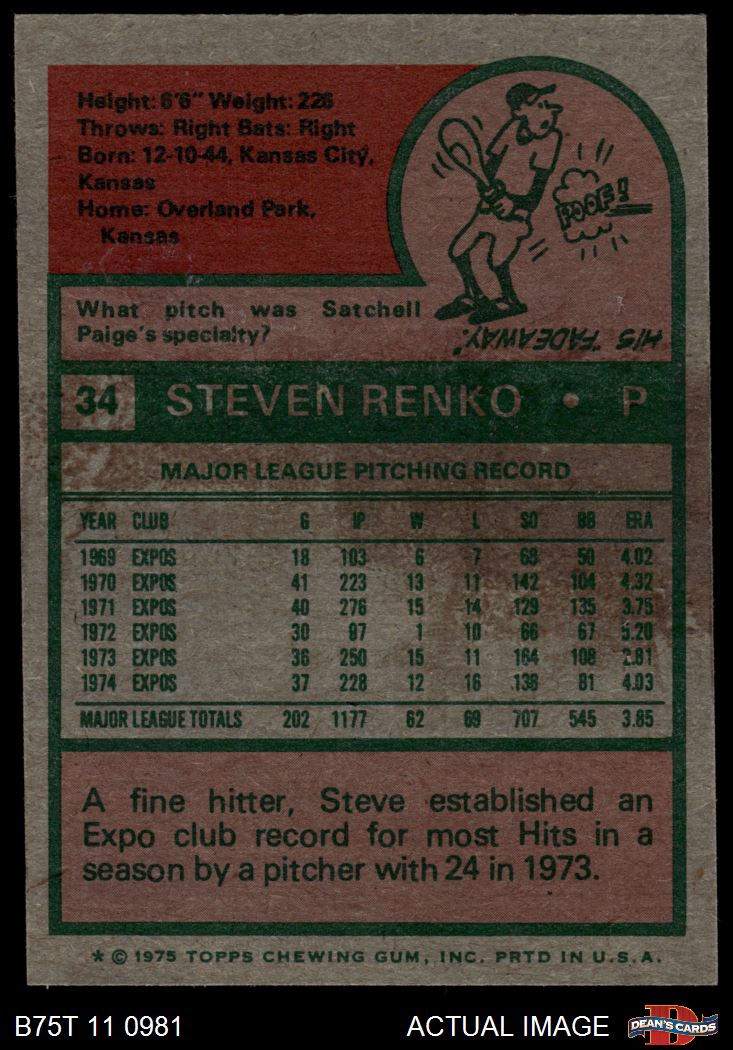 Height: 6'6" Weight: 226
Throws: Right Bats: Right
Born: 12-10-44, Kansas City,
Kansas
Home: Overland Park,
Kansas
POOF!!
What pitch was Satchell
Paige's specialty?
HIS "FADEAWAY".
34 STEVEN RENKO • P
MAJOR LEAGUE PITCHING RECORD
YEAR CLUB G IP W L SO BB ERA
1969 EXPOS 18 103 6 7 68 50 4.02
1970 EXPOS 41 223 13 11 142 104 4.32
1971 EXPOS 40 276 15 14 129 135 3.75
1972 EXPOS 30 97 1 10 66 67 5.20
1973 EXPOS 36 250 15 11 164 108 2.81
1974 EXPOS 37 228 12 16 138 81 4.03
MAJOR LEAGUE TOTALS 202 1177 62 69 707 545 3.85
A fine hitter, Steve established an
Expo club record for most Hits in a
season by a pitcher with 24 in 1973.
* © 1975 TOPPS CHEWING GUM, INC. PRTD IN U.S.A.
B75T 11 0981 ACTUAL IMAGE D DEAN'S CARDS